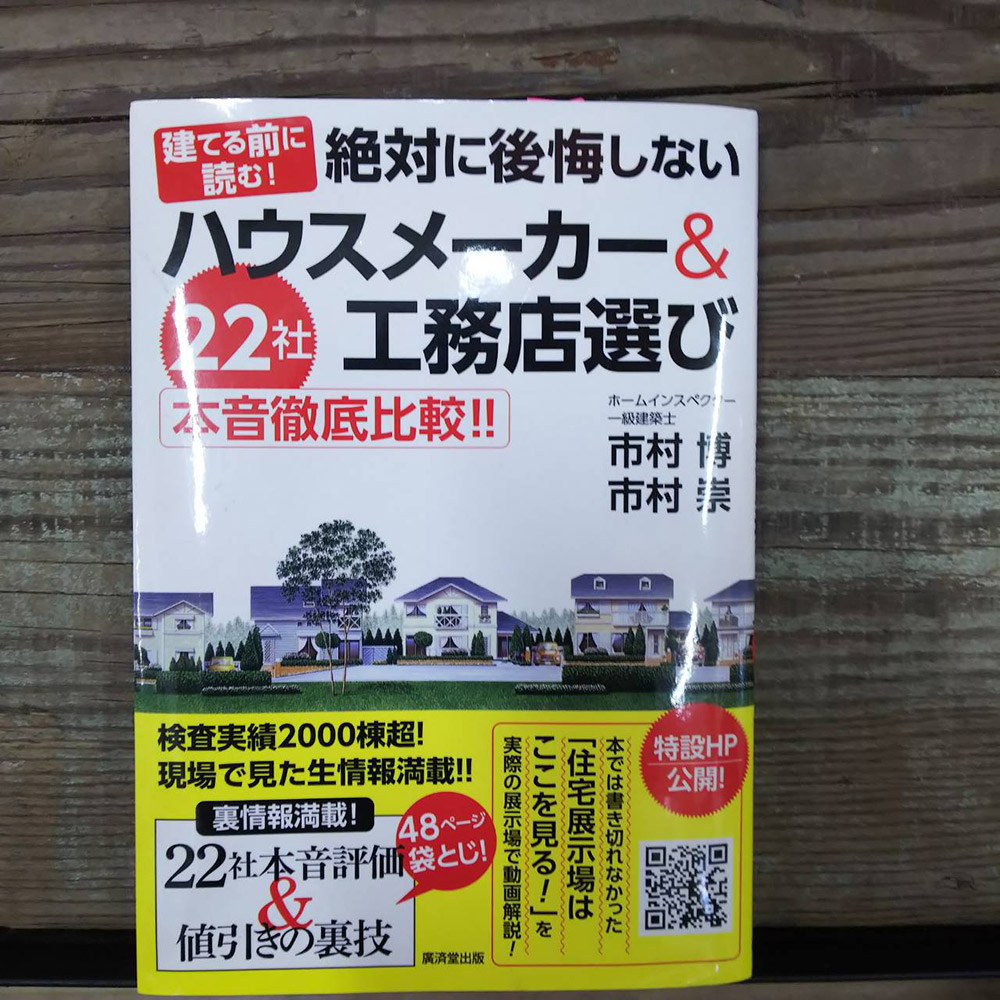 建てる前に
読む!
絶対に後悔しない
ハウスメーカー&
22社
工務店選び
本音徹底比較!!
ホームインスペクター
一級建築士
市村 博
市村 崇
検査実績2000棟超!
現場で見た生情報満載!!
裏情報満載!
22社本音評価
&
値引きの裏技
48ページ
袋とじ!
廣済堂出版
特設HP
公開!
本では書き切れなかった
「住宅展示場は
ここを見る!」を
実際の展示場で動画解説!